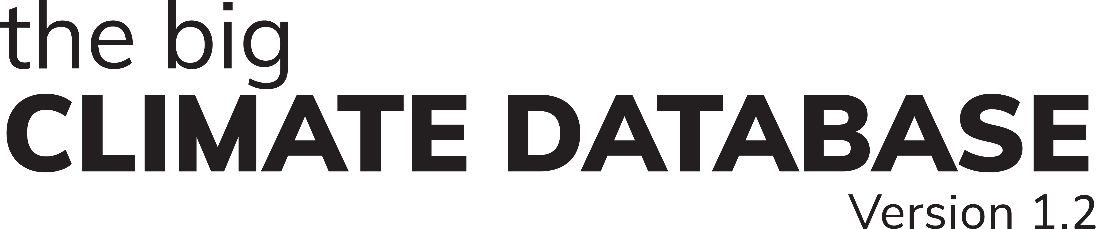 the big
CLIMATE DATABASE
Version 1.2